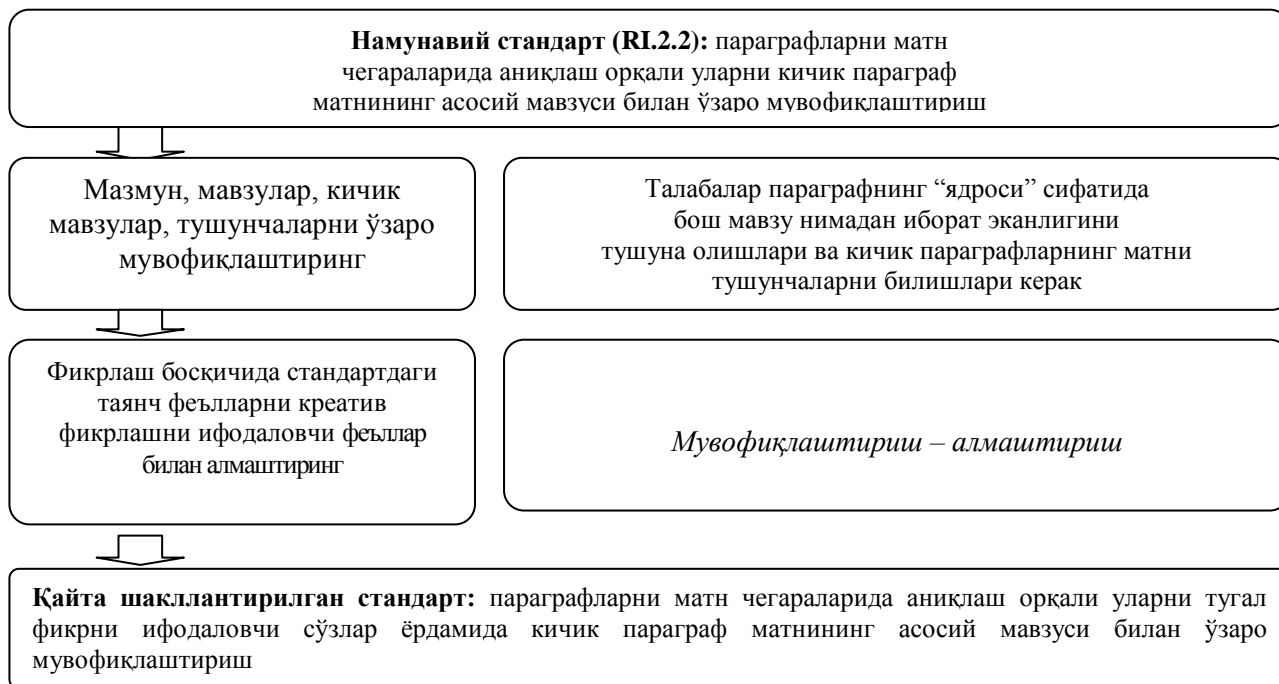 Намунавий стандарт (RI.2.2): параграфларни матн
чегараларида аниқлаш орқали уларни кичик параграф
матнининг асосий мавзуси билан ўзаро мувофиқлаштириш
Мазмун, мавзулар, кичик
мавзулар, тушунчаларни ўзаро
мувофиқлаштиринг
Талабалар параграфнинг “ядроси” сифатида
бош мавзу нимадан иборат эканлигини
тушуна олишлари ва кичик параграфларнинг матни
тушунчаларни билишлари керак
Фикрлаш босқичида стандартдаги
таянч феълларни креатив
фикрлашни ифодаловчи феъллар
билан алмаштиринг
Мувофиқлаштириш – алмаштириш
Қайта шакллантирилган стандарт: параграфларни матн чегараларида аниқлаш орқали уларни тугал
фикрни ифодаловчи сўзлар ёрдамида кичик параграф матнининг асосий мавзуси билан ўзаро
мувофиқлаштириш